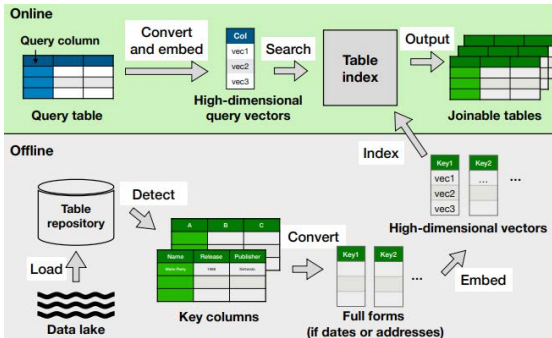 Online
Query column
Query table
Convert
and embed
Col
vec1
vec2
vec3
High-dimensional
query vectors
Search
Table
index
Output
Joinable tables
Offline
Table
repository
Load
Data lake
Detect
A B C
Name Release Publisher
Key columns
Convert
Key1 Key2
...
Full forms
(if dates or addresses)
Embed
Key1 Key2
vec1 ...
vec2
vec3
...
High-dimensional vectors
Index